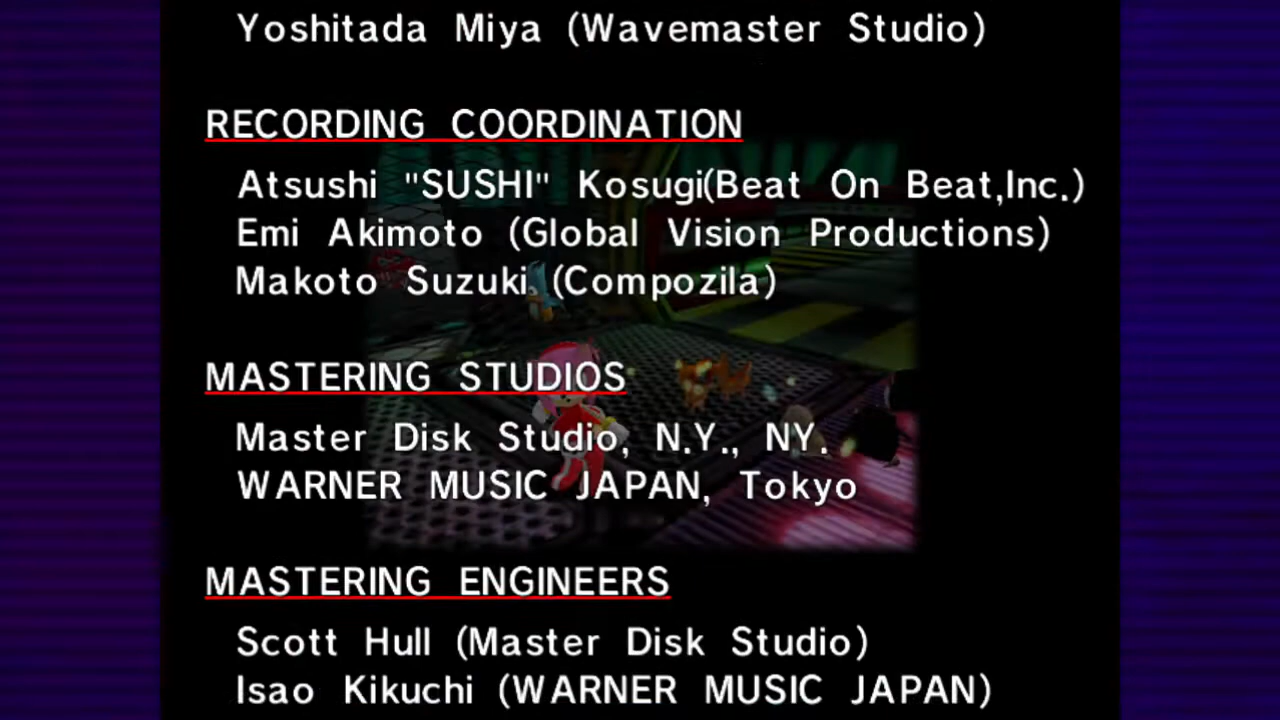 Yoshitada Miya (Wavemaster Studio)
RECORDING COORDINATION
Atsushi "SUSHI" Kosugi(Beat On Beat,Inc.)
Emi Akimoto (Global Vision Productions)
Makoto Suzuki (Compozila)
MASTERING STUDIOS
Master Disk Studio, N.Y., NY.
WARNER MUSIC JAPAN, Tokyo
MASTERING ENGINEERS
Scott Hull (Master Disk Studio)
Isao Kikuchi (WARNER MUSIC JAPAN)